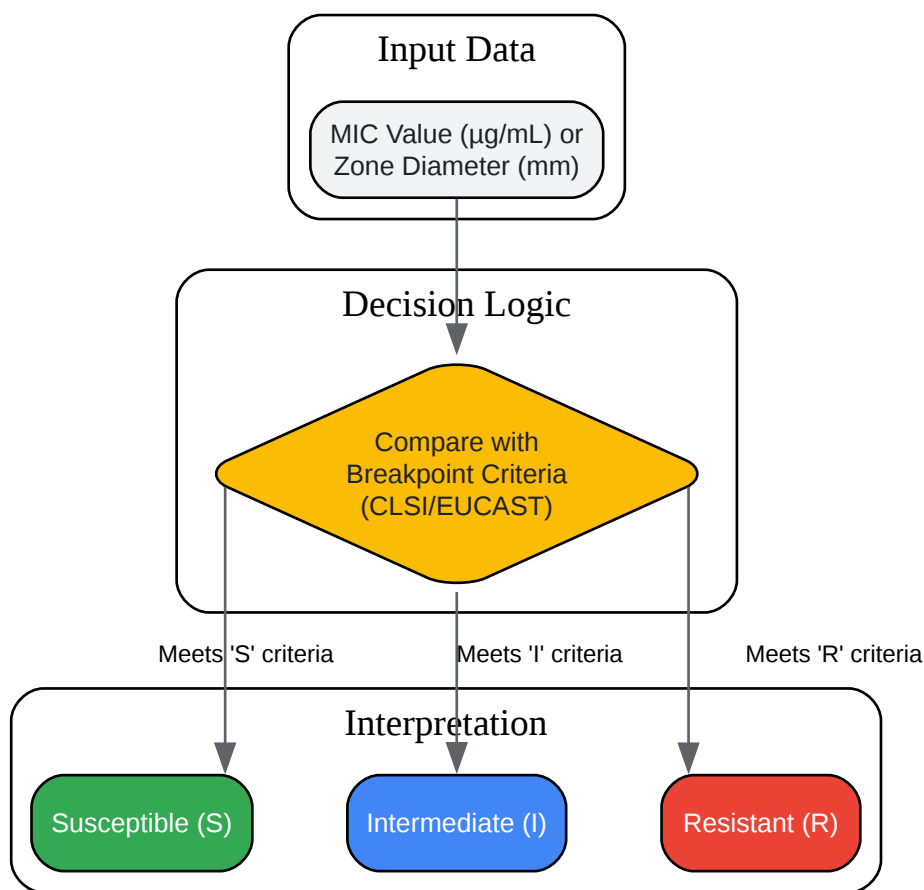 Input Data
MIC Value (µg/mL) or
Zone Diameter (mm)
Decision Logic
Compare with
Breakpoint Criteria
(CLSI/EUCAST)
Meets 'S' criteria
Meets 'I' criteria
Meets 'R' criteria
Interpretation
Susceptible (S)
Intermediate (I)
Resistant (R)